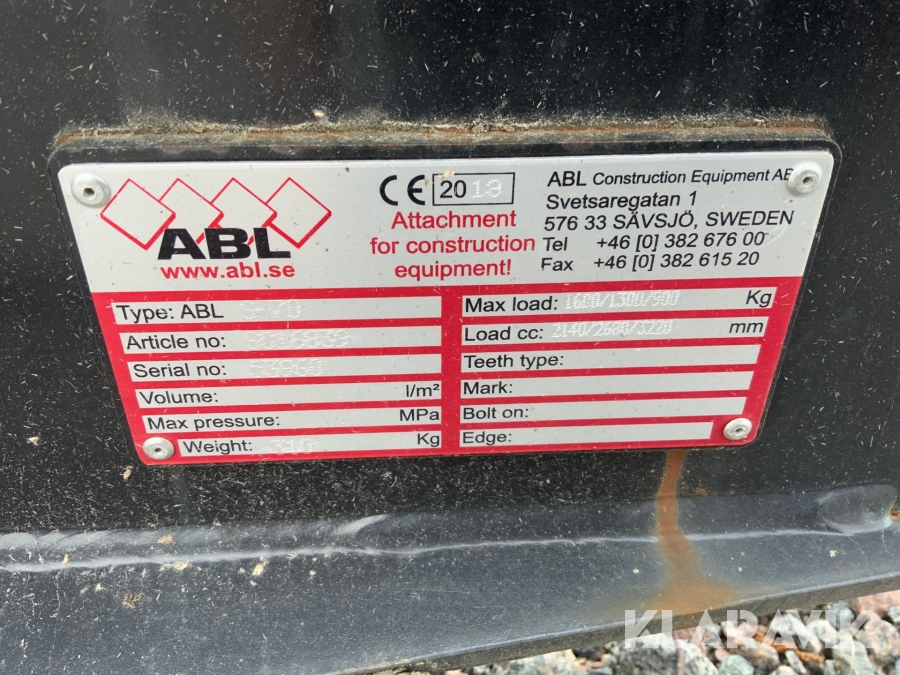 ABL
www.abl.se
CE 2018
Attachment
for construction
equipment!
ABL Construction Equipment AB
Svetsaregatan 1
576 33 SÄVSJÖ, SWEDEN
Tel +46 [0] 382 676 00
Fax +46 [0] 382 615 20
Type: ABL
Article no:
Serial no:
Volume: l/m²
Max pressure: MPa
Weight: 310 Kg
Max load: 1600/1300/900 Kg
Load cc: 2140/2600/3220 mm
Teeth type:
Mark:
Bolt on:
Edge:
KLARAVIK